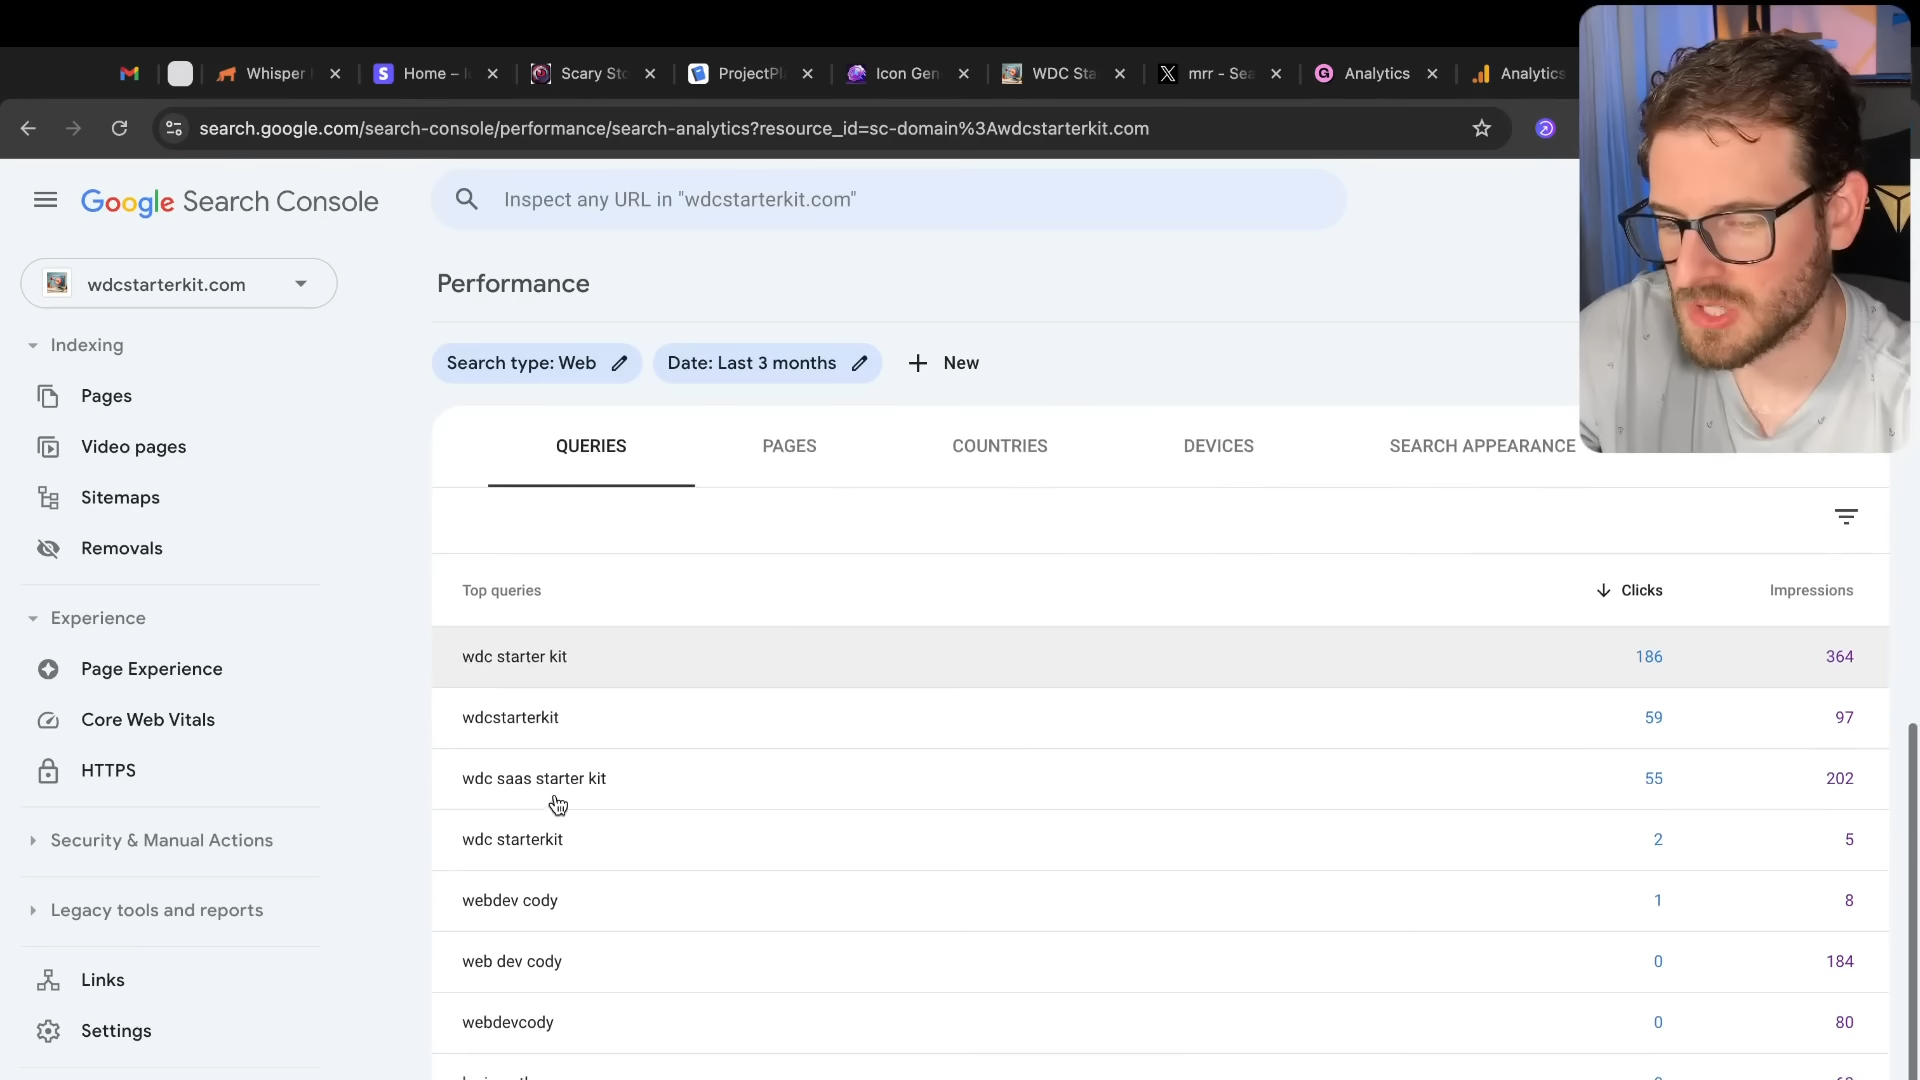 Whisper
Home –
Scary Sto
ProjectPl
Icon Gen
WDC Sta
mrr - Sea
Analytics
Analytics
search.google.com/search-console/performance/search-analytics?resource_id=sc-domain%3Awdcstarterkit.com
Google Search Console
Inspect any URL in "wdcstarterkit.com"
wdcstarterkit.com
Performance
Indexing
Pages
Video pages
Sitemaps
Removals
Experience
Page Experience
Core Web Vitals
HTTPS
Security & Manual Actions
Legacy tools and reports
Links
Settings
Search type: Web
Date: Last 3 months
New
QUERIES PAGES COUNTRIES DEVICES SEARCH APPEARANCE
Top queries Clicks Impressions
wdc starter kit 186 364
wdcstarterkit 59 97
wdc saas starter kit 55 202
wdc starterkit 2 5
webdev cody 1 8
web dev cody 0 184
webdevcody 0 80